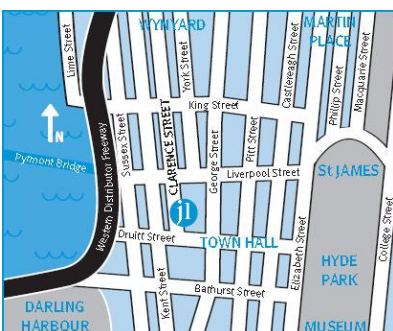 WYNYARD
MARTIN
PLACE
Lime Street
York Street
Castlereagh Street
Phillip Street
Macquarie Street
King Street
N
Sussex Street
CLARENCE STREET
George Street
Pitt Street
Western Distributor Freeway
Pymont Bridge
Liverpool Street
St JAMES
jl
Druitt Street
TOWN HALL
Elizabeth Street
College Street
HYDE
PARK
Kent Street
Bathurst Street
DARLING
HARBOUR
MUSEUM